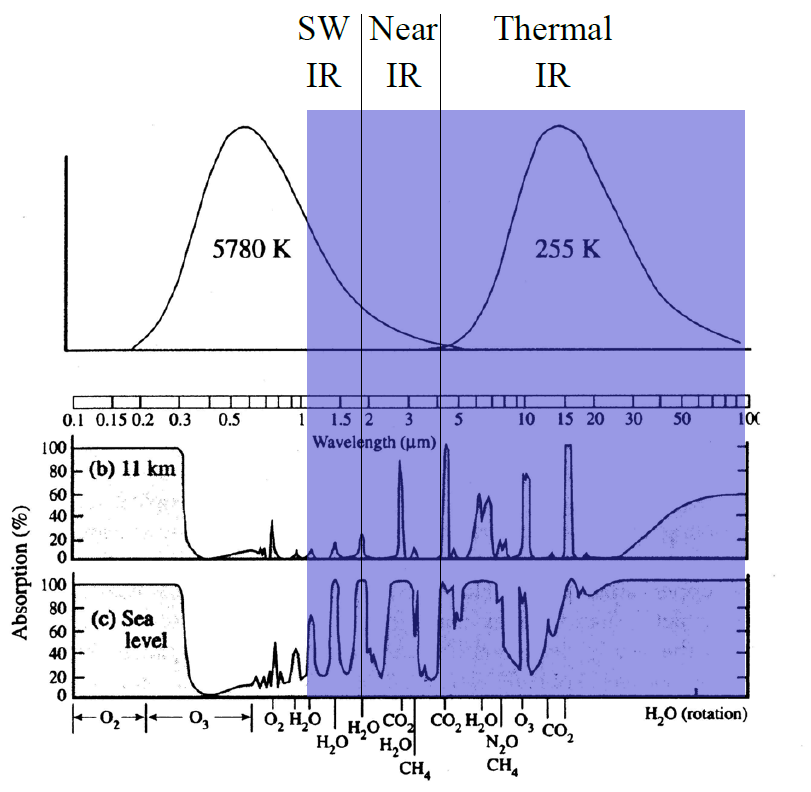 SW Near Thermal
IR IR IR
5780 K 255 K
0.1 0.15 0.2 0.3 0.5 1 1.5 2 3 5 10 15 20 30 50 100
Wavelength (μm)
Absorption (%)
100
80
60
40
20
0
(b) 11 km
100
80
60
40
20
0
(c) Sea
level
O₂ O₃ O₂ H₂O H₂O H₂O CO₂ H₂O CH₄ CO₂ H₂O N₂O CH₄ O₃ CO₂ H₂O (rotation)